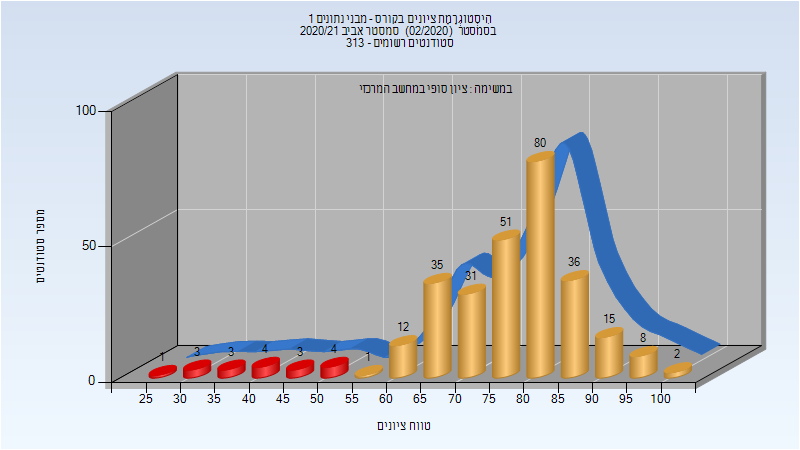 היסטוגרמת ציונים בקורס - מבני נתונים 1
בסמסטר (02/2020) סמסטר אביב 2020/21
סטודנטים רשומים - 313
במשימה : ציון סופי במחשב המרכזי
מספר סטודנטים
100
50
0
1 3 3 4 3 4 1 12 35 31 51 80 36 15 8 2
25 30 35 40 45 50 55 60 65 70 75 80 85 90 95 100
טווח ציונים